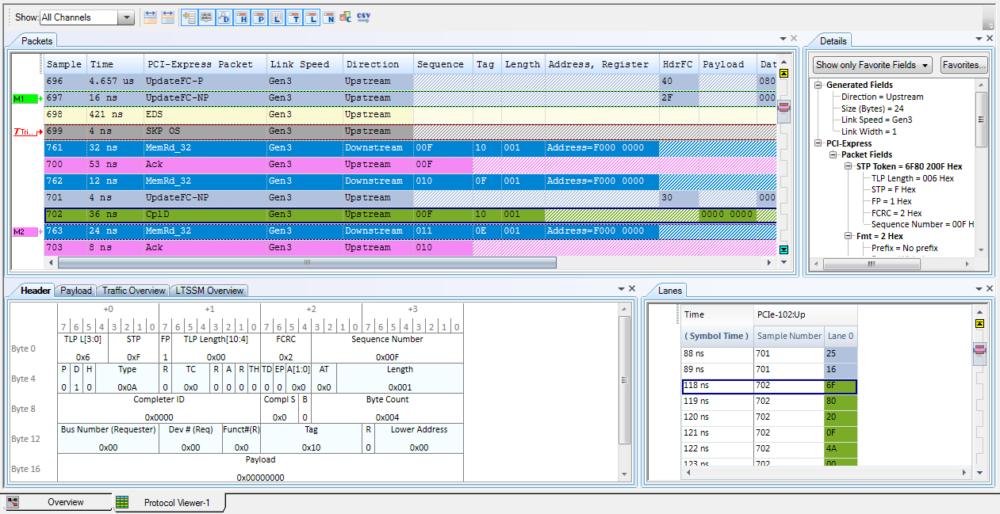 Show: All Channels D H P L T L N C CSV
Packets
Sample Time PCI-Express Packet Link Speed Direction Sequence Tag Length Address, Register HdrFC Payload Dat
696 4.657 us UpdateFC-P Gen3 Upstream 40 080
M1 697 16 ns UpdateFC-NP Gen3 Upstream 2F 000
698 421 ns EDS Gen3 Upstream
Tri... 699 4 ns SKP OS Gen3 Upstream
761 32 ns MemRd_32 Gen3 Downstream 00F 10 001 Address=F000 0000
700 53 ns Ack Gen3 Upstream 00F
762 12 ns MemRd_32 Gen3 Downstream 010 0F 001 Address=F000 0000
701 4 ns UpdateFC-NP Gen3 Upstream 30 000
702 36 ns CplD Gen3 Upstream 00F 10 001 0000 0000
M2 763 24 ns MemRd_32 Gen3 Downstream 011 0E 001 Address=F000 0000
703 8 ns Ack Gen3 Upstream 010
Details
Show only Favorite Fields Favorites...
Generated Fields
Direction = Upstream
Size (Bytes) = 24
Link Speed = Gen3
Link Width = 1
PCI-Express
Packet Fields
STP Token = 6F80 200F Hex
TLP Length = 006 Hex
STP = F Hex
FP = 1 Hex
FCRC = 2 Hex
Sequence Number = 00F H
Fmt = 2 Hex
Prefix = No prefix
Header Payload Traffic Overview LTSSM Overview
+0 +1 +2 +3
7 6 5 4 3 2 1 0 7 6 5 4 3 2 1 0 7 6 5 4 3 2 1 0 7 6 5 4 3 2 1 0
TLP L[3:0] STP FP TLP Length[10:4] FCRC Sequence Number
Byte 0
0x6 0xF 1 0x00 0x2 0x00F
P D H Type R TC R A R TH TD EP A[1:0] AT Length
Byte 4
0 1 0 0x0A 0 0x0 0 0 0 0 0 0 0x0 0x0 0x001
Completer ID Compl S B Byte Count
Byte 8
0x0000 0x0 0 0x004
Bus Number (Requester) Dev # (Req) Funct#(R) Tag R Lower Address
Byte 12
0x00 0x00 0x0 0x10 0 0x00
Payload
Byte 16
0x00000000
Lanes
Time PCIe-102:Up
( Symbol Time ) Sample Number Lane 0
88 ns 701 25
89 ns 701 16
118 ns 702 6F
119 ns 702 80
120 ns 702 20
121 ns 702 0F
122 ns 702 4A
123 ns 702 00
Overview Protocol Viewer-1